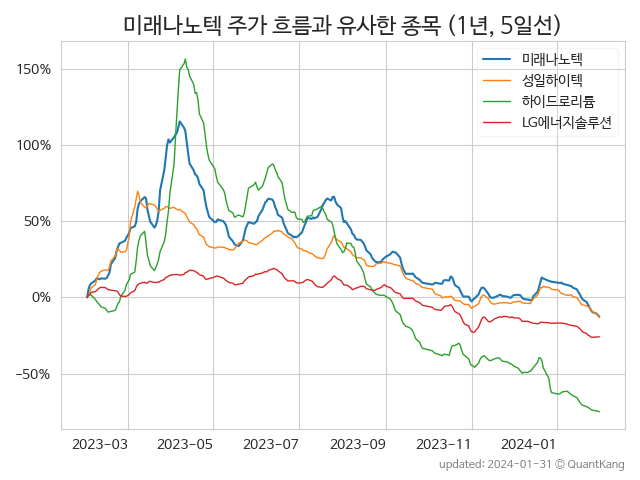 미래나노텍 주가 흐름과 유사한 종목 (1년, 5일선)
미래나노텍
성일하이텍
하이드로리튬
LG에너지솔루션
150%
100%
50%
0%
−50%
2023-03 2023-05 2023-07 2023-09 2023-11 2024-01
updated: 2024-01-31 © QuantKang